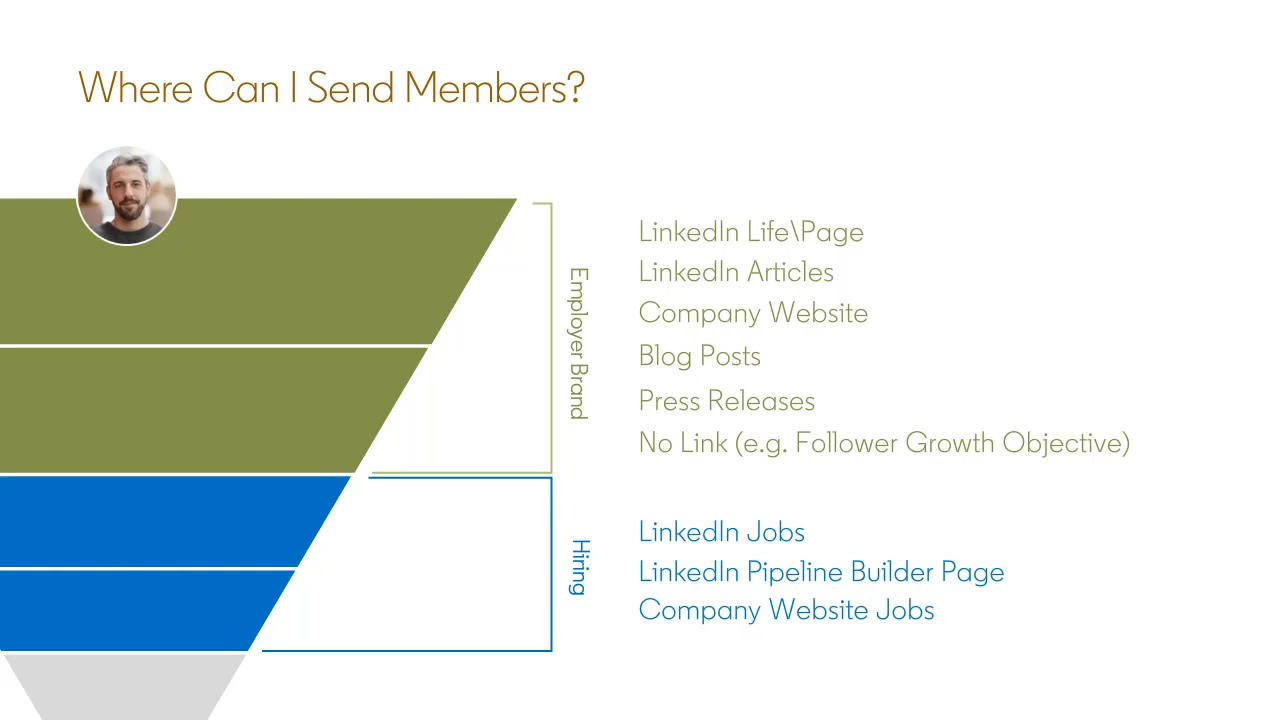 Where Can I Send Members?
Employer Brand
LinkedIn Life\Page
LinkedIn Articles
Company Website
Blog Posts
Press Releases
No Link (e.g. Follower Growth Objective)
Hiring
LinkedIn Jobs
LinkedIn Pipeline Builder Page
Company Website Jobs